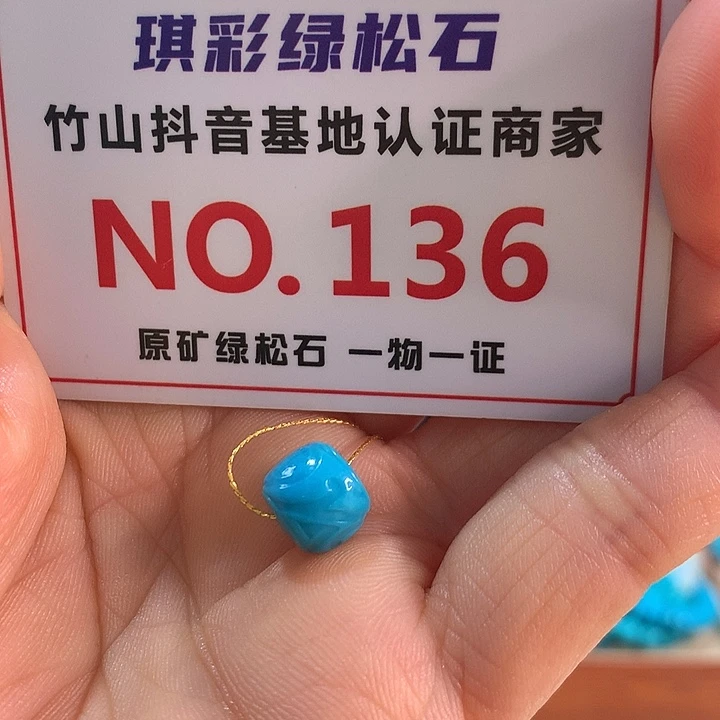 琪彩绿松石
竹山抖音基地认证商家
NO.136
原矿绿松石 一物一证